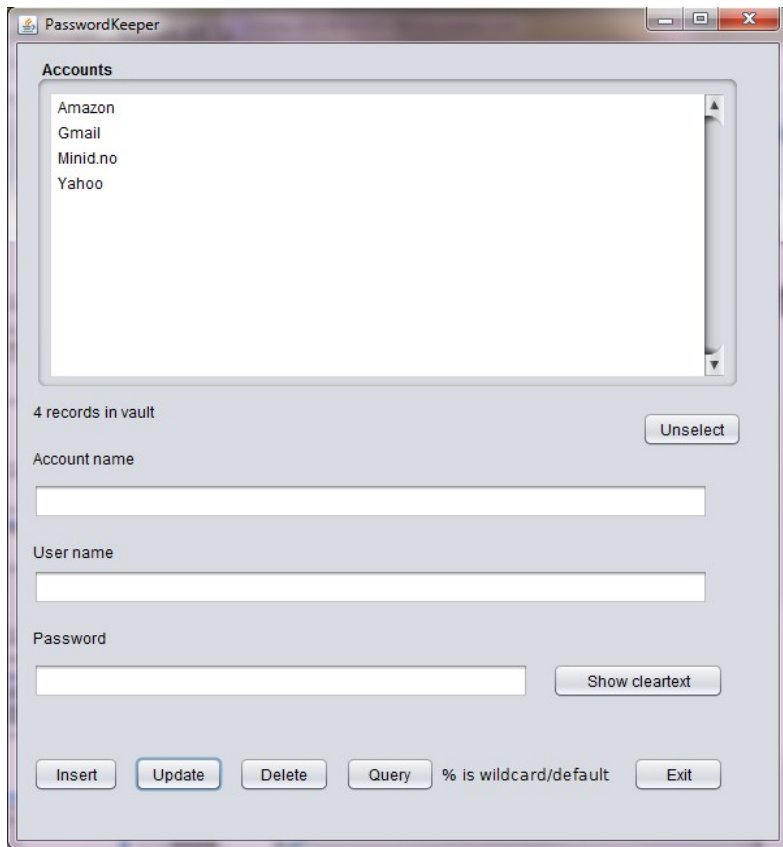 PasswordKeeper
Accounts
Amazon
Gmail
Minid.no
Yahoo
4 records in vault
Unselect
Account name
User name
Password
Show cleartext
Insert Update Delete Query % is wildcard/default Exit